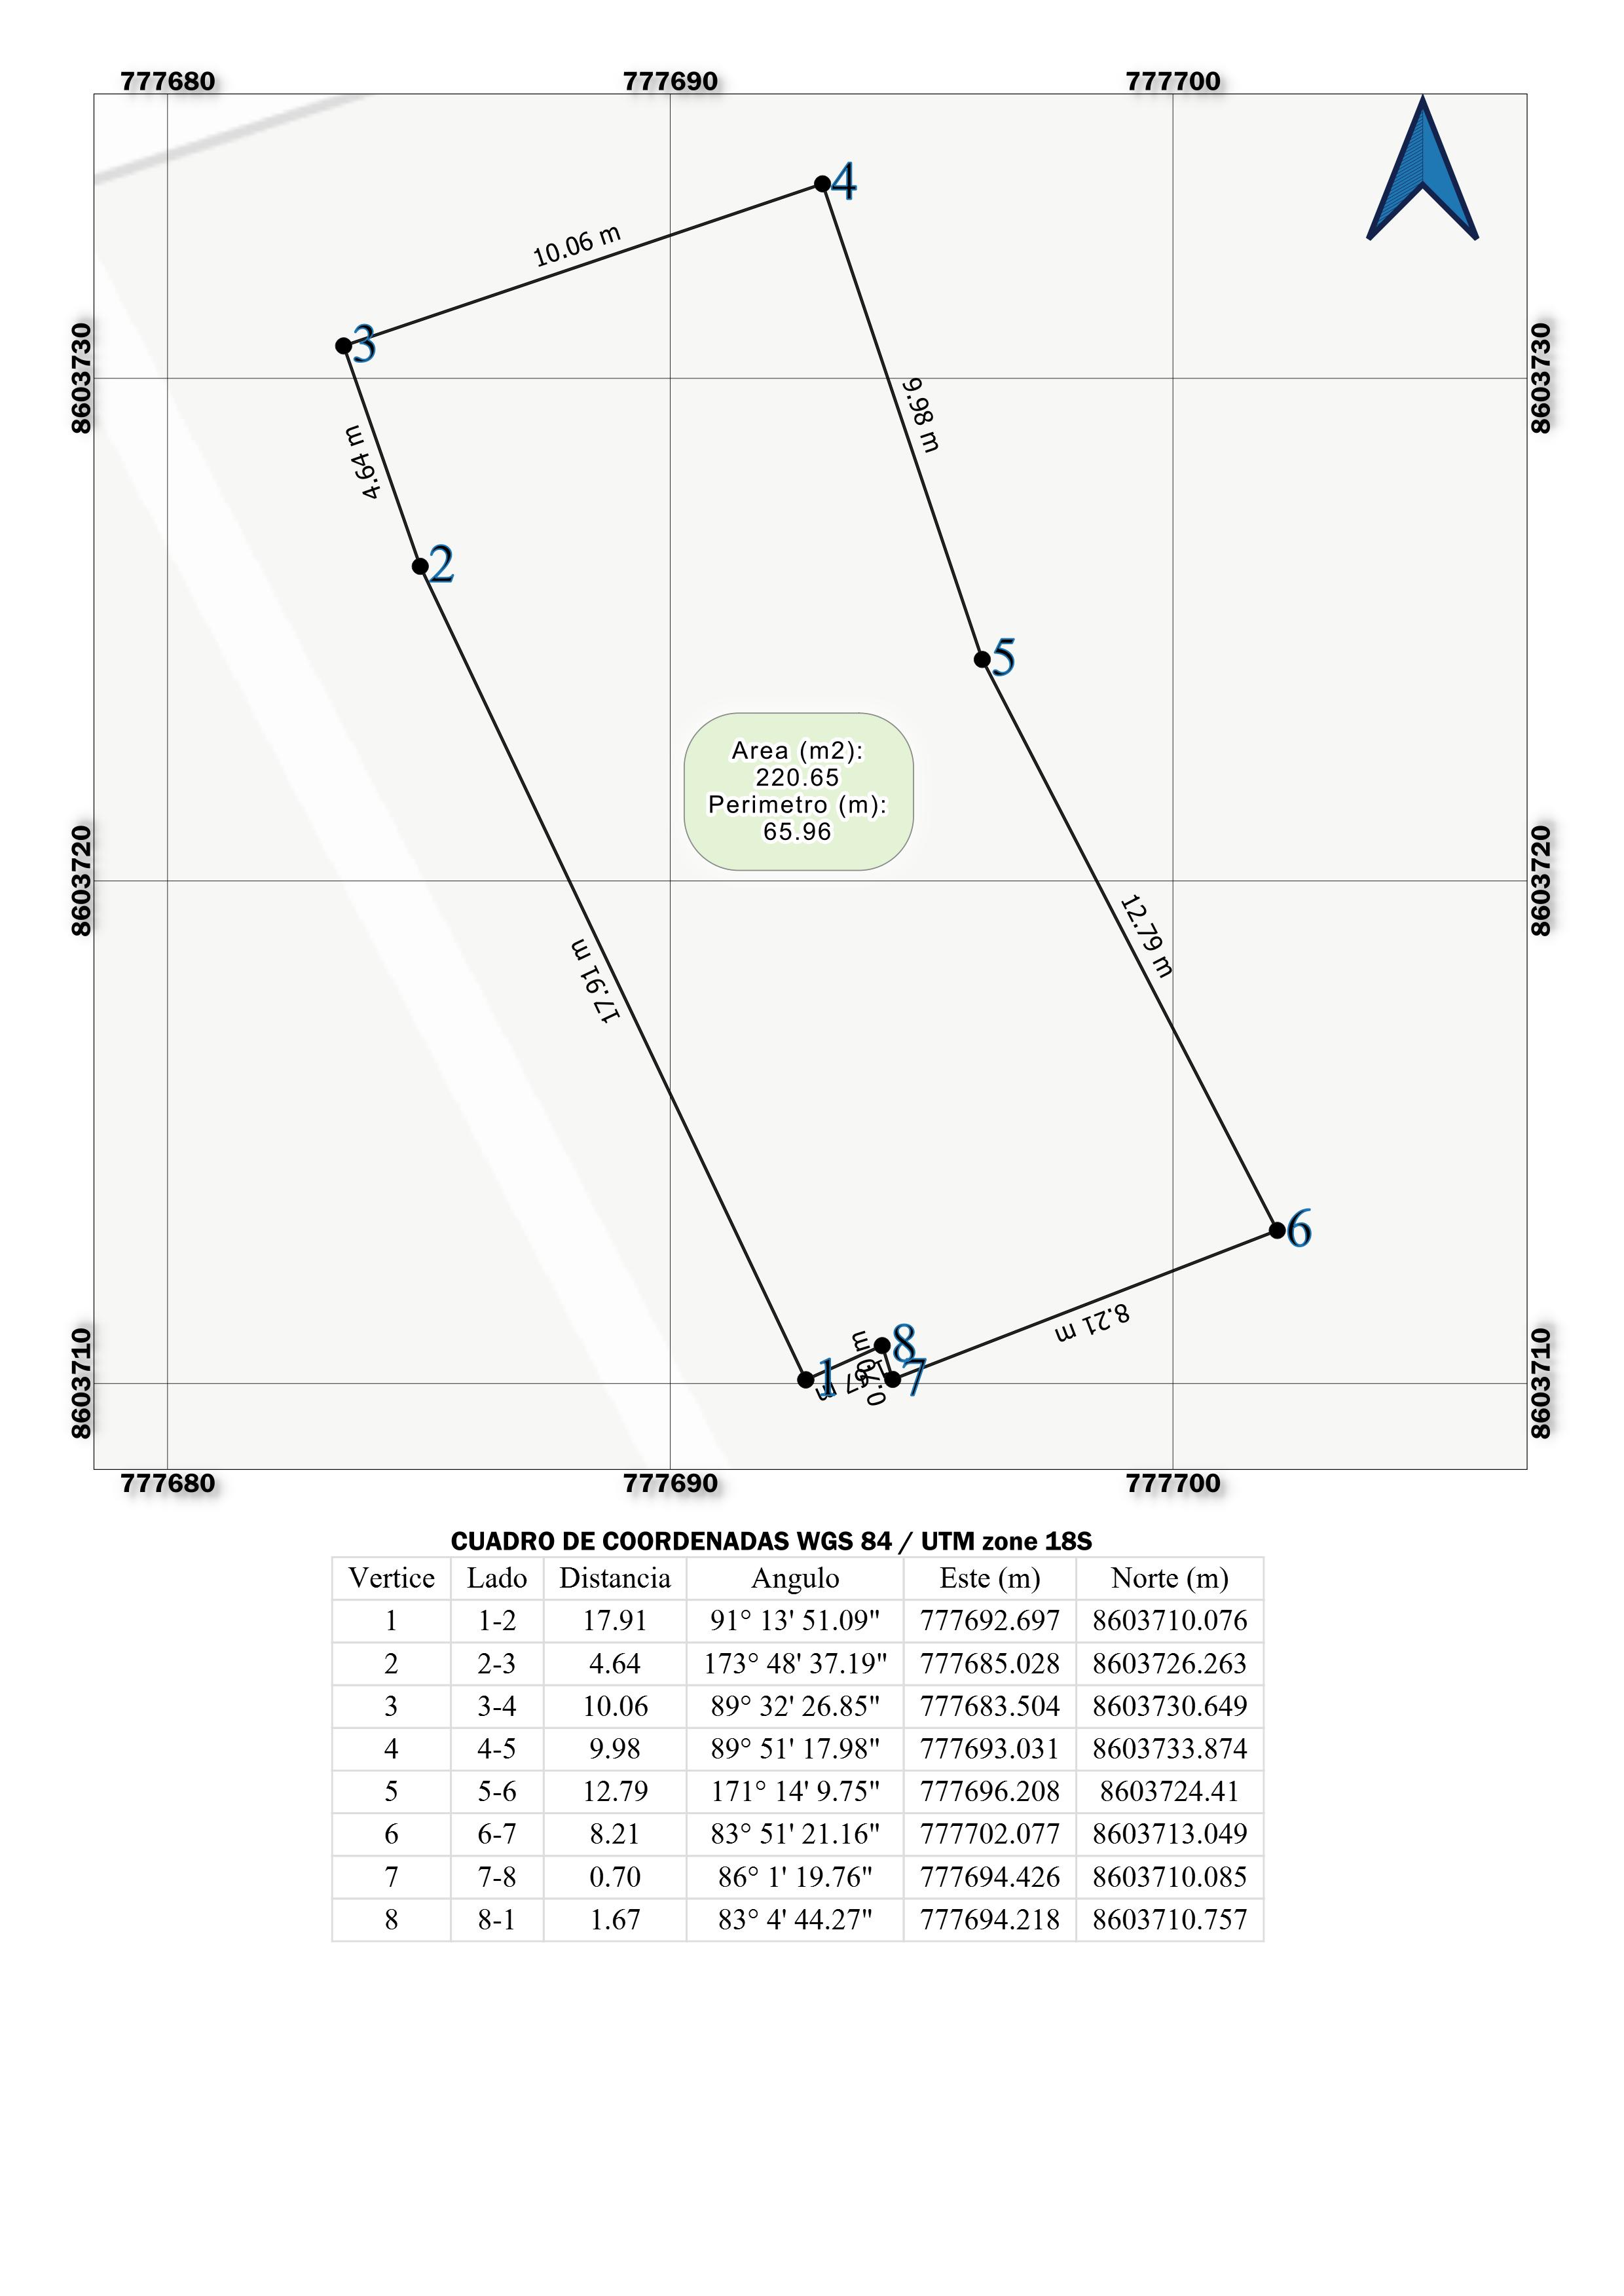 777680 777690 777700
4
10.06 m
3
8603730 8603730
9.98 m
4.64 m
2
5
Area (m2):
220.65
Perimetro (m):
65.96
8603720 8603720
12.79 m
17.91 m
6
8.21 m
8
0.70 m
1
7
1.67 m
8603710 8603710
777680 777690 777700
CUADRO DE COORDENADAS WGS 84 / UTM zone 18S
Vertice Lado Distancia Angulo Este (m) Norte (m)
1 1-2 17.91 91° 13' 51.09" 777692.697 8603710.076
2 2-3 4.64 173° 48' 37.19" 777685.028 8603726.263
3 3-4 10.06 89° 32' 26.85" 777683.504 8603730.649
4 4-5 9.98 89° 51' 17.98" 777693.031 8603733.874
5 5-6 12.79 171° 14' 9.75" 777696.208 8603724.41
6 6-7 8.21 83° 51' 21.16" 777702.077 8603713.049
7 7-8 0.70 86° 1' 19.76" 777694.426 8603710.085
8 8-1 1.67 83° 4' 44.27" 777694.218 8603710.757